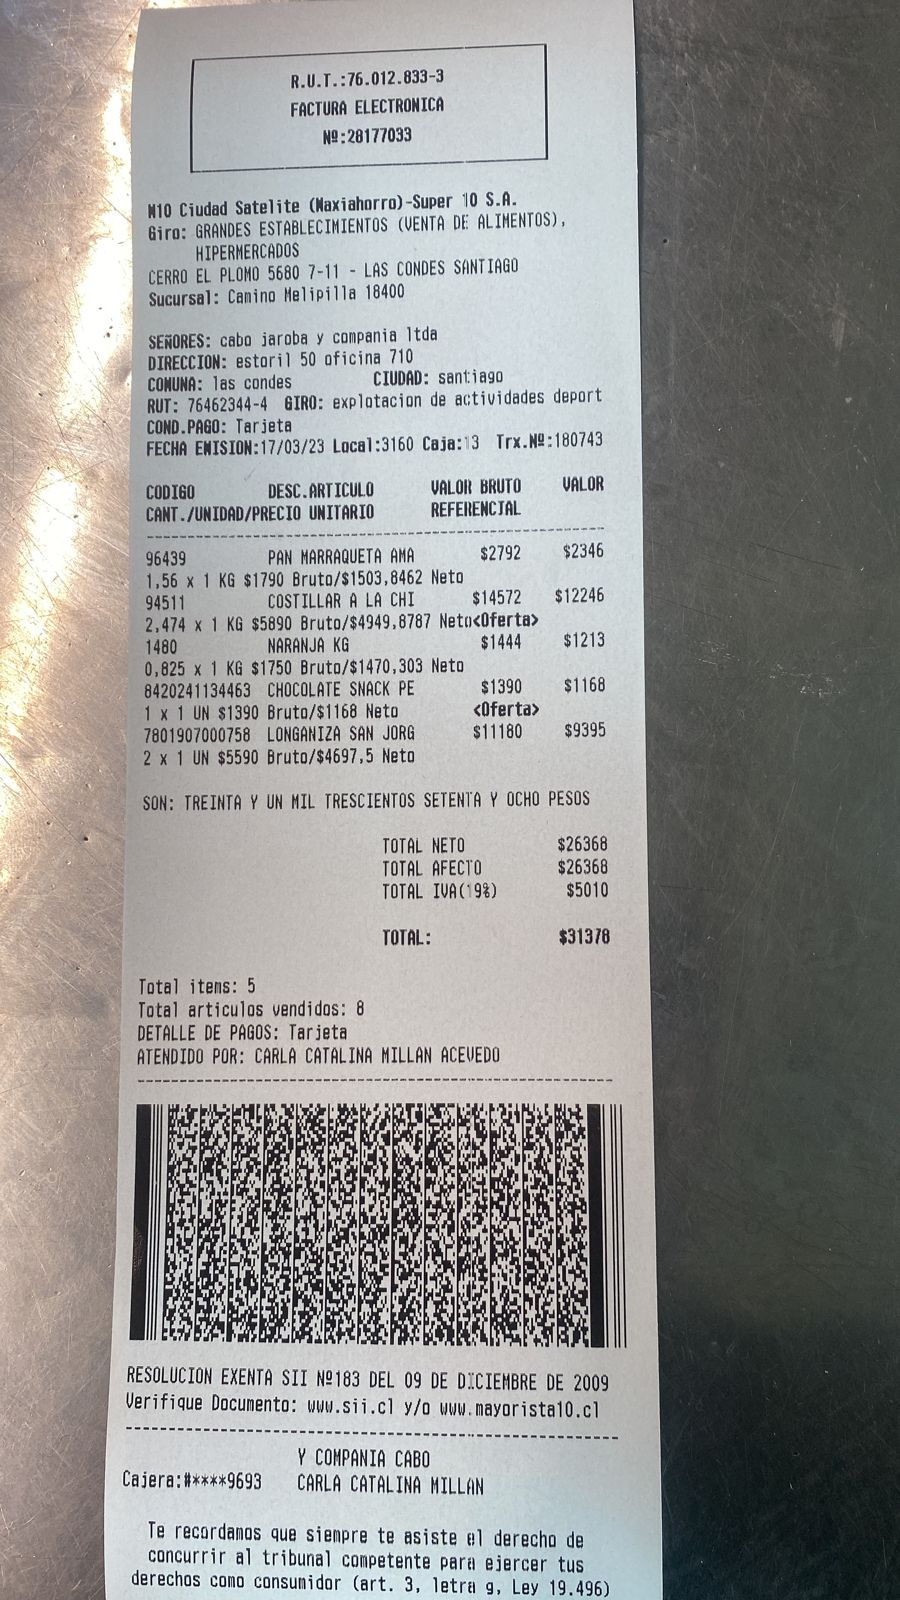 R.U.T.:76.012.833-3
FACTURA ELECTRONICA
Nº:28177033
M10 Ciudad Satelite (Maxiahorro)-Super 10 S.A.
Giro: GRANDES ESTABLECIMIENTOS (VENTA DE ALIMENTOS),
HIPERMERCADOS
CERRO EL PLOMO 5680 7-11 - LAS CONDES SANTIAGO
Sucursal: Camino Melipilla 18400
SEÑORES: cabo jaroba y compania ltda
DIRECCION: estoril 50 oficina 710
COMUNA: las condes CIUDAD: santiago
RUT: 76462344-4 GIRO: explotacion de actividades deport
COND.PAGO: Tarjeta
FECHA EMISION:17/03/23 Local:3160 Caja:13 Trx.Nº:180743
CODIGO DESC.ARTICULO VALOR BRUTO VALOR
CANT./UNIDAD/PRECIO UNITARIO REFERENCIAL
96439 PAN MARRAQUETA AMA $2792 $2346
1,56 x 1 KG $1790 Bruto/$1503,8462 Neto
94511 COSTILLAR A LA CHI $14572 $12246
2,474 x 1 KG $5890 Bruto/$4949,8787 Neto<Oferta>
1480 NARANJA KG $1444 $1213
0,825 x 1 KG $1750 Bruto/$1470,303 Neto
8420241134463 CHOCOLATE SNACK PE $1390 $1168
1 x 1 UN $1390 Bruto/$1168 Neto <Oferta>
7801907000758 LONGANIZA SAN JORG $11180 $9395
2 x 1 UN $5590 Bruto/$4697,5 Neto
SON: TREINTA Y UN MIL TRESCIENTOS SETENTA Y OCHO PESOS
TOTAL NETO $26368
TOTAL AFECTO $26368
TOTAL IVA(19%) $5010
TOTAL: $31378
Total items: 5
Total articulos vendidos: 8
DETALLE DE PAGOS: Tarjeta
ATENDIDO POR: CARLA CATALINA MILLAN ACEVEDO
RESOLUCION EXENTA SII Nº183 DEL 09 DE DICIEMBRE DE 2009
Verifique Documento: www.sii.cl y/o www.mayorista10.cl
Y COMPANIA CABO
Cajera:#****9693 CARLA CATALINA MILLAN
Te recordamos que siempre te asiste el derecho de
concurrir al tribunal competente para ejercer tus
derechos como consumidor (art. 3, letra g, Ley 19.496)